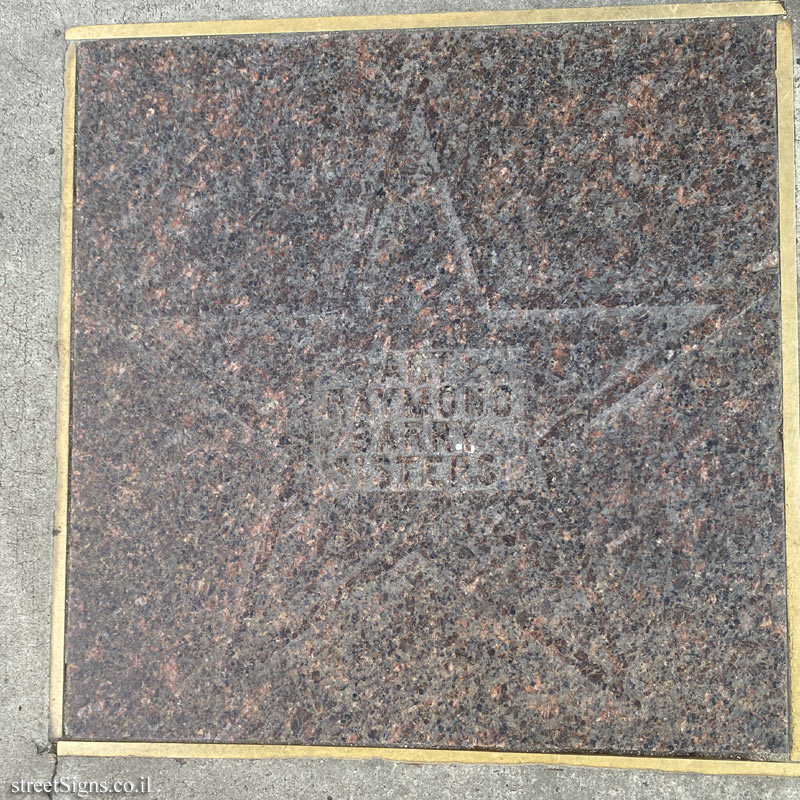 ART
RAYMOND
BARRY
SISTERS
streetSigns.co.il